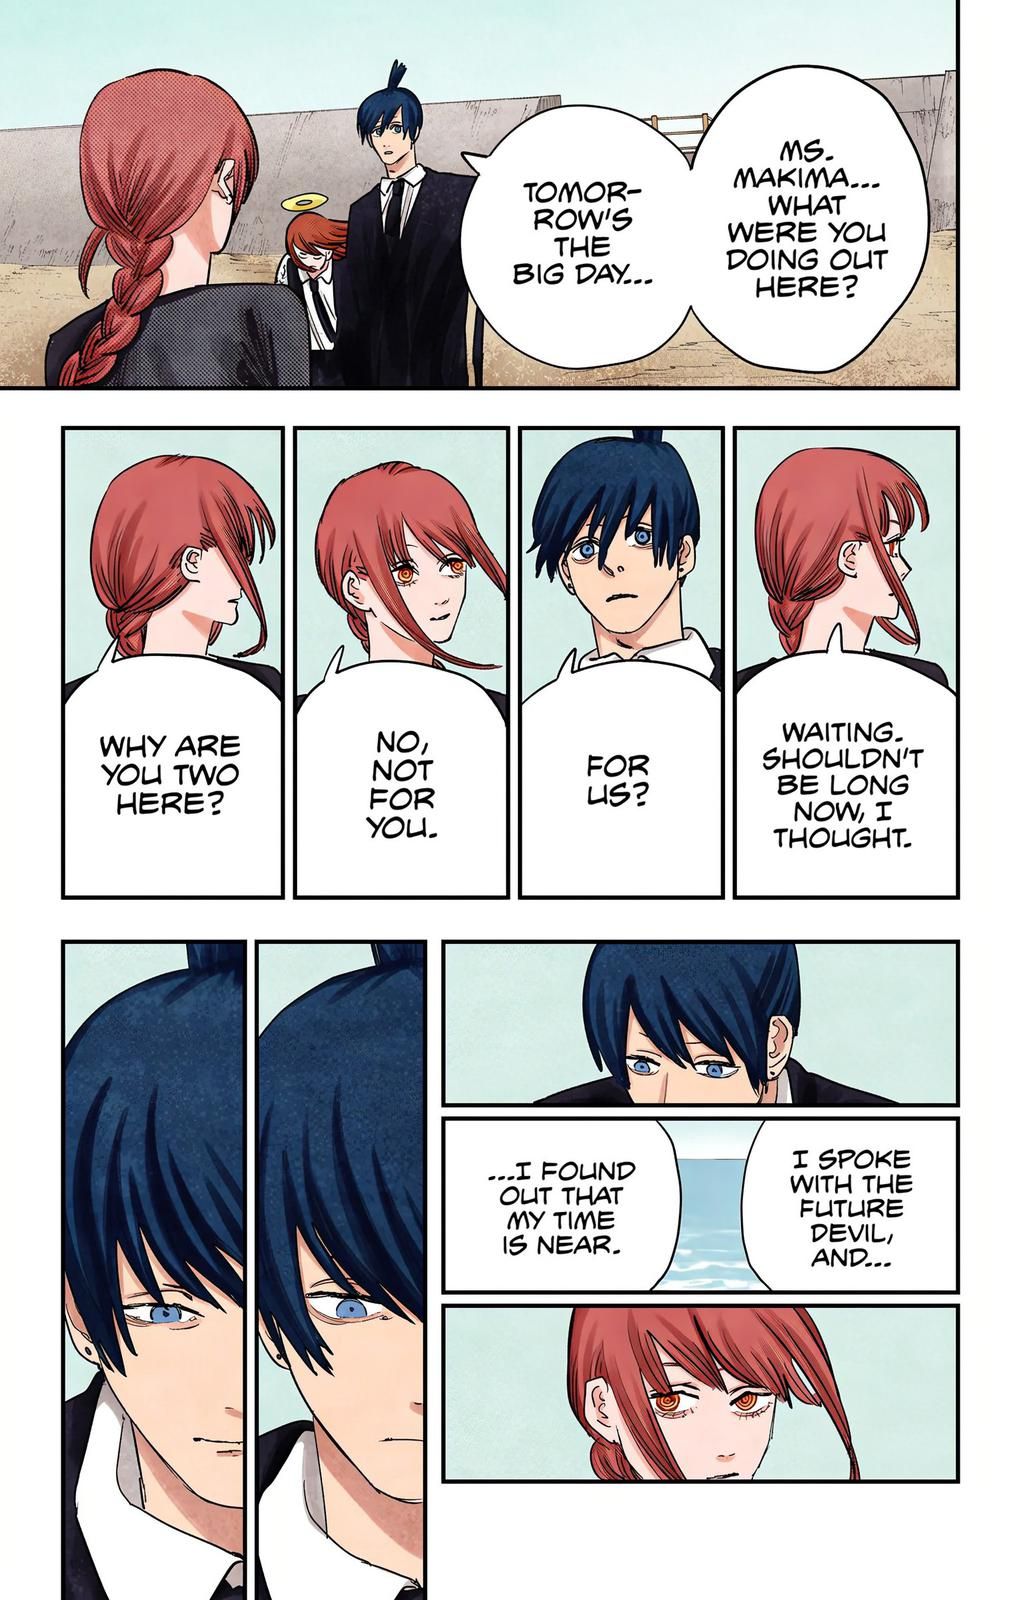 MS.
MAKIMA...
WHAT
WERE YOU
DOING OUT
HERE?
TOMOR-
ROW'S
THE
BIG DAY...
WAITING.
SHOULDN'T
BE LONG
NOW, I
THOUGHT.
FOR
US?
NO,
NOT
FOR
YOU.
WHY ARE
YOU TWO
HERE?
I SPOKE
WITH THE
FUTURE
DEVIL,
AND...
...I FOUND
OUT THAT
MY TIME
IS NEAR.